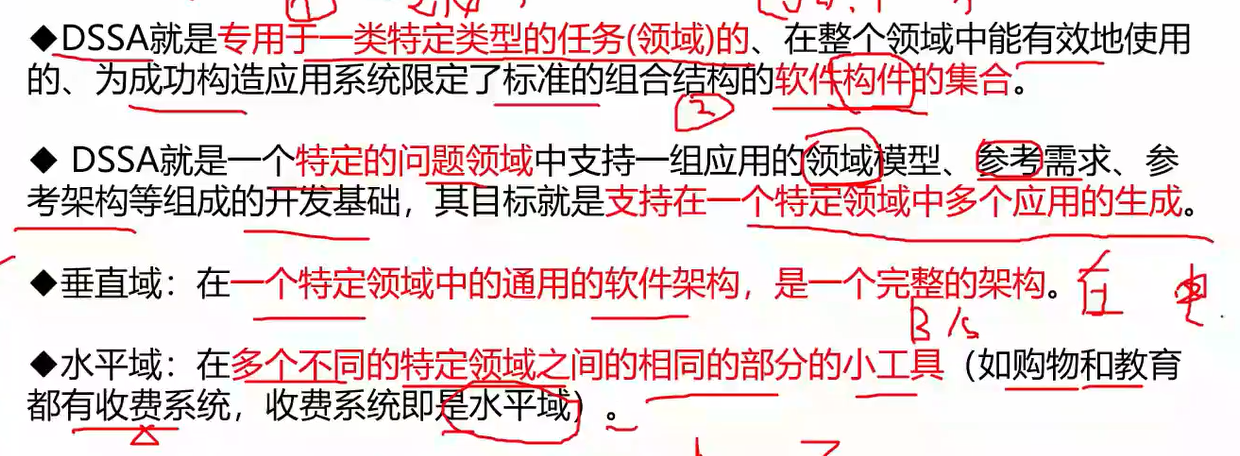 ◆DSSA就是专用于一类特定类型的任务(领域)的、在整个领域中能有效地使用
的、为成功构造应用系统限定了标准的组合结构的软件构件的集合。
2
◆ DSSA就是一个特定的问题领域中支持一组应用的领域模型、参考需求、参
考架构等组成的开发基础，其目标就是支持在一个特定领域中多个应用的生成。
◆垂直域：在一个特定领域中的通用的软件架构，是一个完整的架构。
B/S
◆水平域：在多个不同的特定领域之间的相同的部分的小工具（如购物和教育
都有收费系统，收费系统即是水平域）。